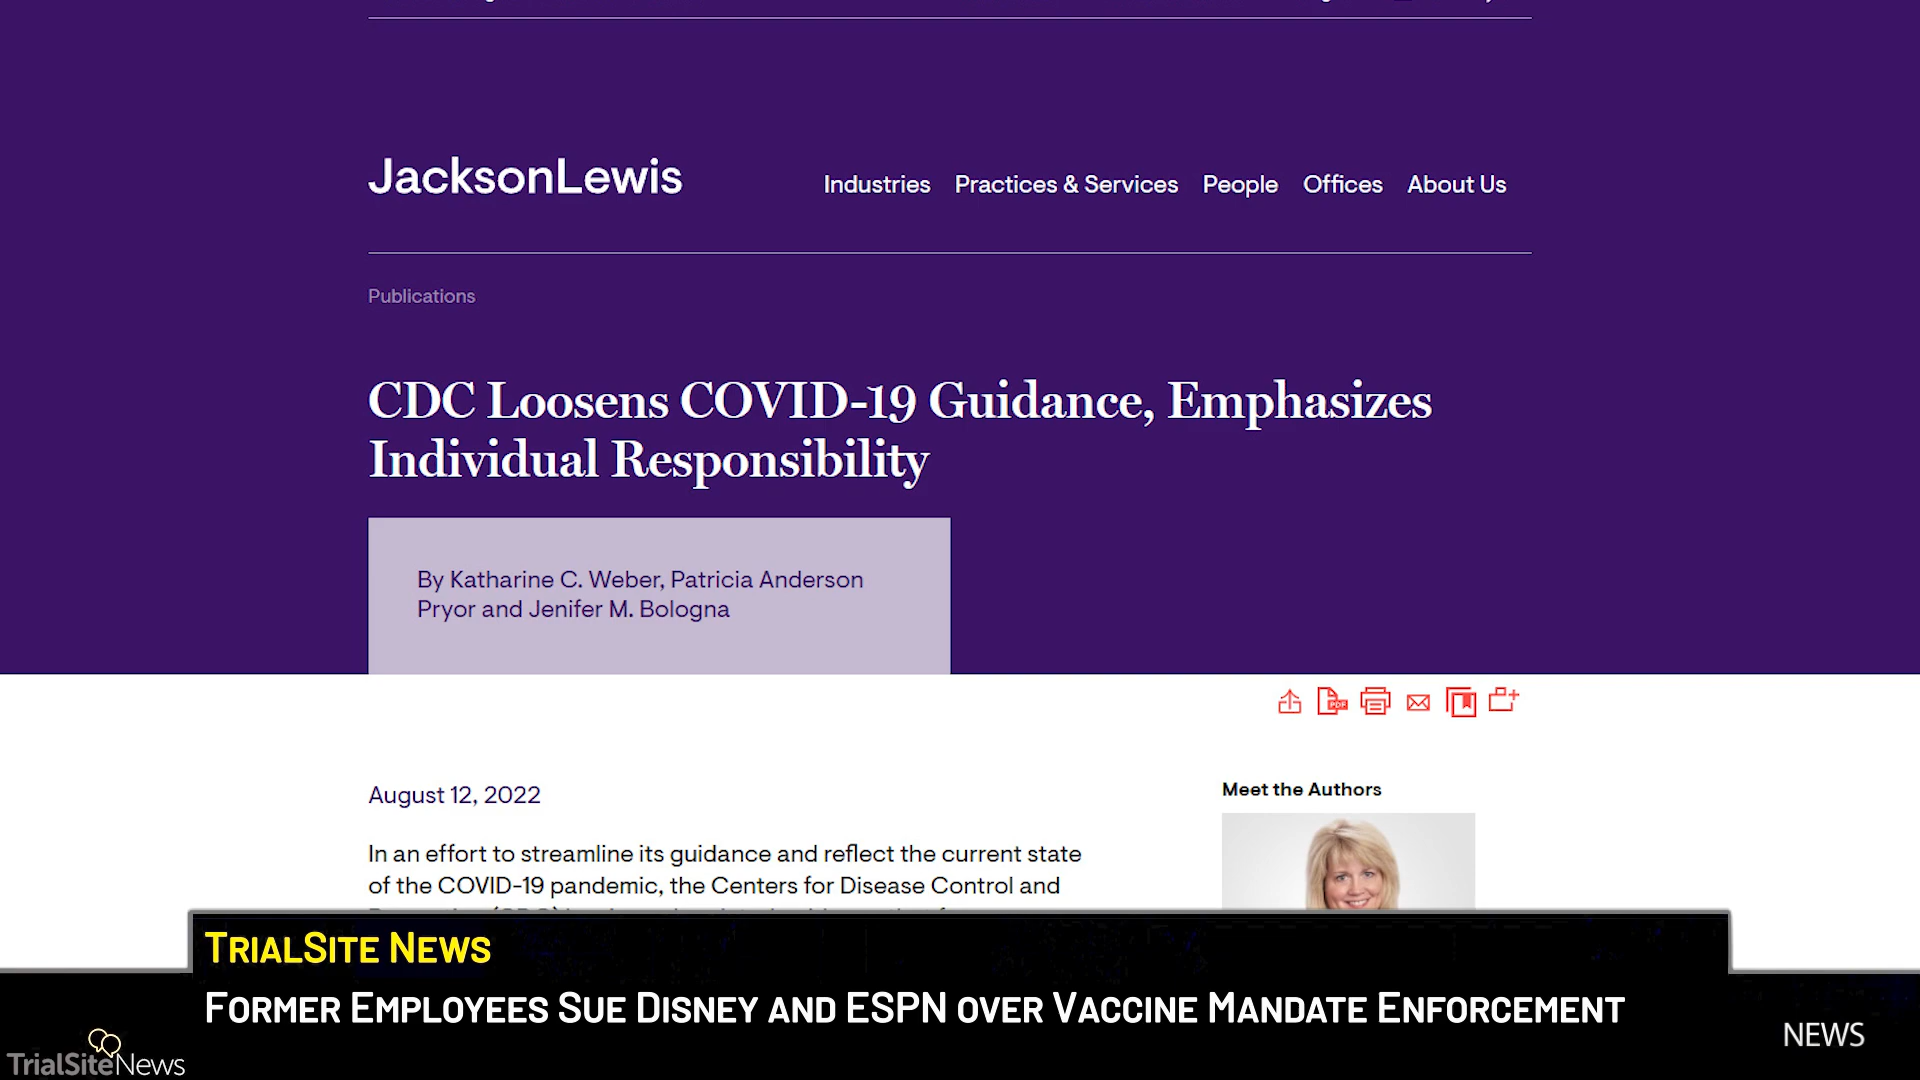 JacksonLewis
Industries Practices & Services People Offices About Us
Publications
CDC Loosens COVID-19 Guidance, Emphasizes
Individual Responsibility
By Katharine C. Weber, Patricia Anderson
Pryor and Jenifer M. Bologna
PDF
August 12, 2022
Meet the Authors
In an effort to streamline its guidance and reflect the current state
of the COVID-19 pandemic, the Centers for Disease Control and
TRIALSITE NEWS
FORMER EMPLOYEES SUE DISNEY AND ESPN OVER VACCINE MANDATE ENFORCEMENT
NEWS
TrialSiteNews